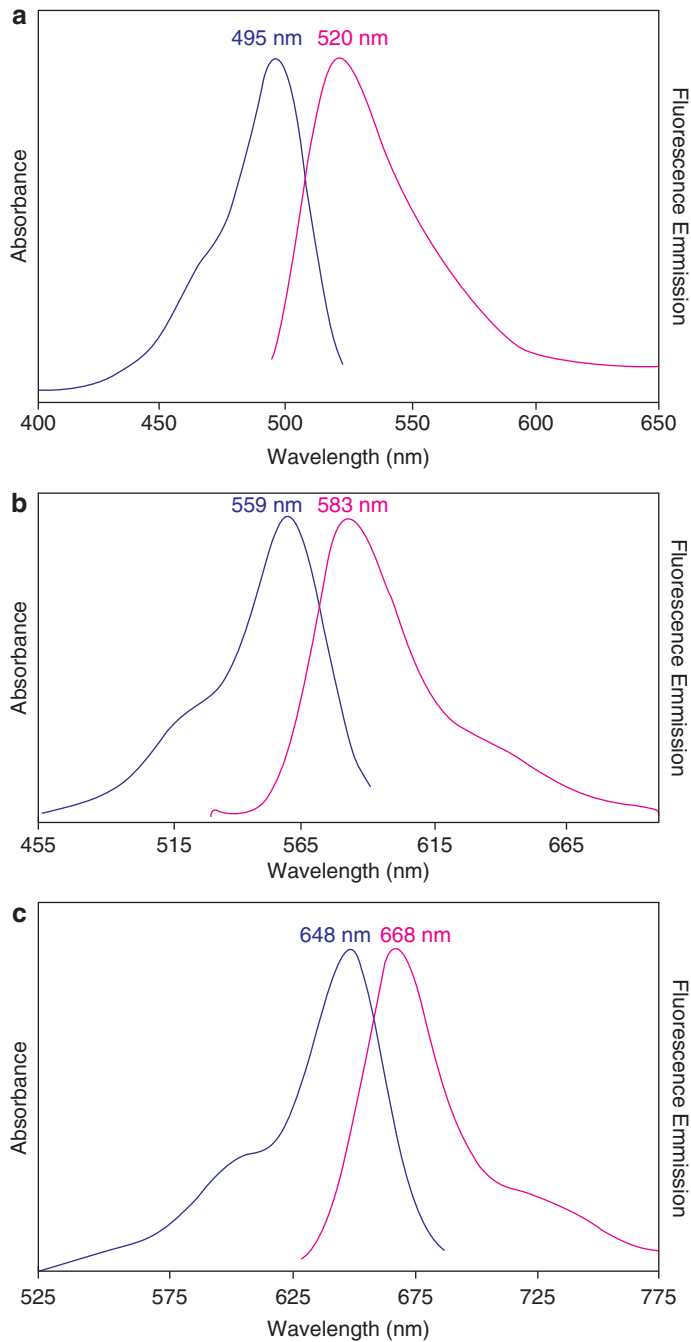 a
495 nm 520 nm
Absorbance
Fluorescence Emmission
400 450 500 550 600 650
Wavelength (nm)
b
559 nm 583 nm
Absorbance
Fluorescence Emmission
455 515 565 615 665
Wavelength (nm)
c
648 nm 668 nm
Absorbance
Fluorescence Emmission
525 575 625 675 725 775
Wavelength (nm)